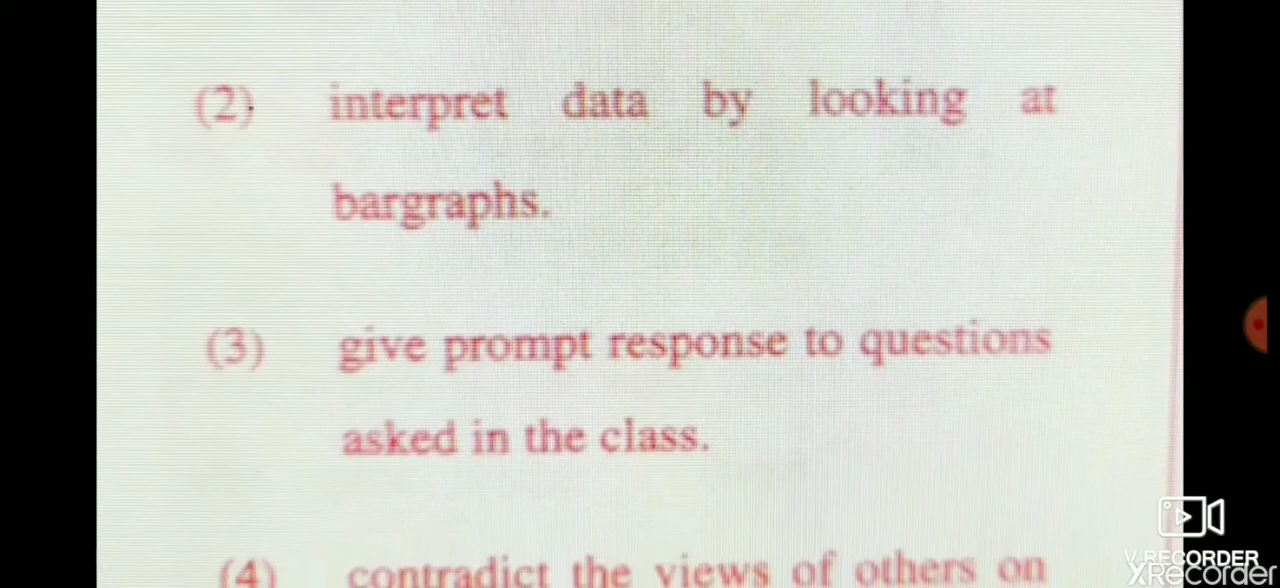 (2) interpret data by looking at
bargraphs.
(3) give prompt response to questions
asked in the class.
(4) contradict the views of others on
V RECORDER
XRecorder